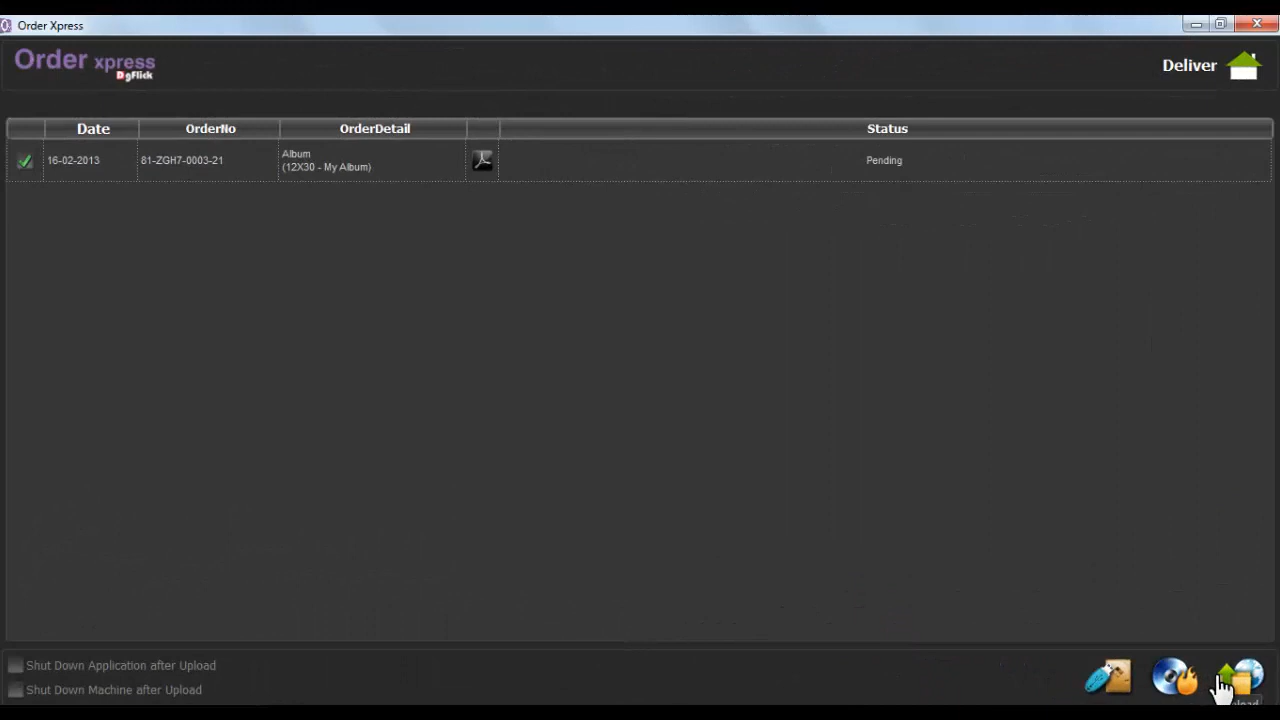 Order Xpress
Order xpress
DgFlick
Deliver
Date OrderNo OrderDetail Status
16-02-2013 81-ZGH7-0003-21 Album Pending
(12X30 - My Album)
Shut Down Application after Upload
Shut Down Machine after Upload